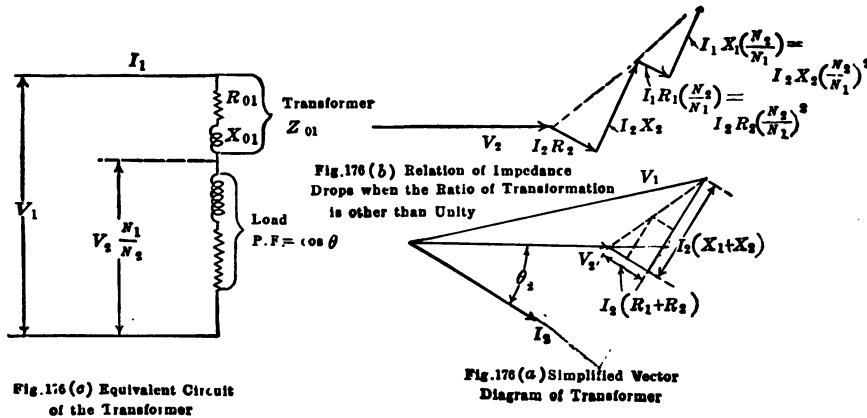 I₁
R₀₁
X₀₁
Transformer
Z₀₁
V₁
V₂ N₁/N₂
Load
P.F = cos θ
Fig.176 (c) Equivalent Circuit
of the Transformer
V₂
I₂R₂
I₂X₂
I₁R₁(N₂/N₁) =
I₂R₂(N₂/N₁)²
I₁X₁(N₂/N₁) =
I₂X₂(N₂/N₁)²
Fig.176 (b) Relation of Impedance
Drops when the Ratio of Transformation
is other than Unity
V₁
V₂'
θ₂
I₂
I₂(X₁+X₂)
I₂(R₁+R₂)
Fig.176 (a) Simplified Vector
Diagram of Transformer